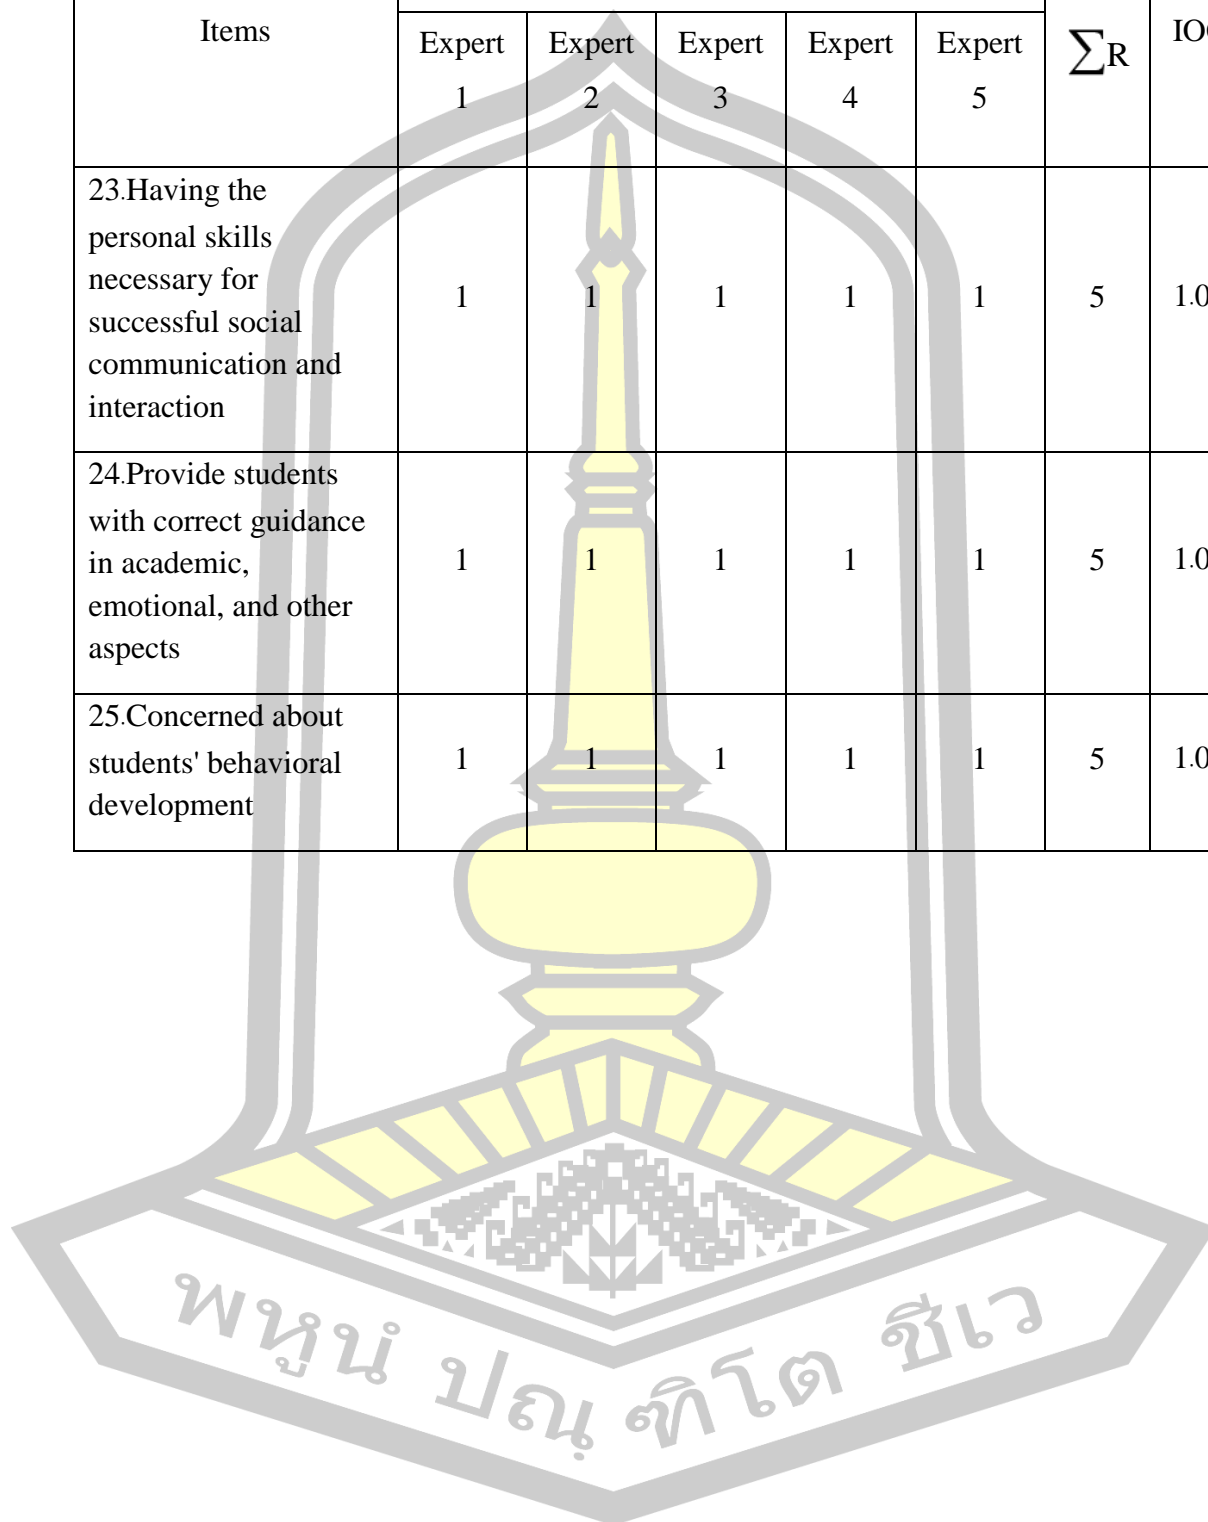 Items
Expert 1
Expert 2
Expert 3
Expert 4
Expert 5
∑R
23.Having the
personal skills
necessary for
successful social
communication and
interaction
1 1 1 1 1 5
24.Provide students
with correct guidance
in academic,
emotional, and other
aspects
1 1 1 1 1 5
25.Concerned about
students' behavioral
development
1 1 1 1 1 5
พหูนํ ปณฺฑิโต ชีเว